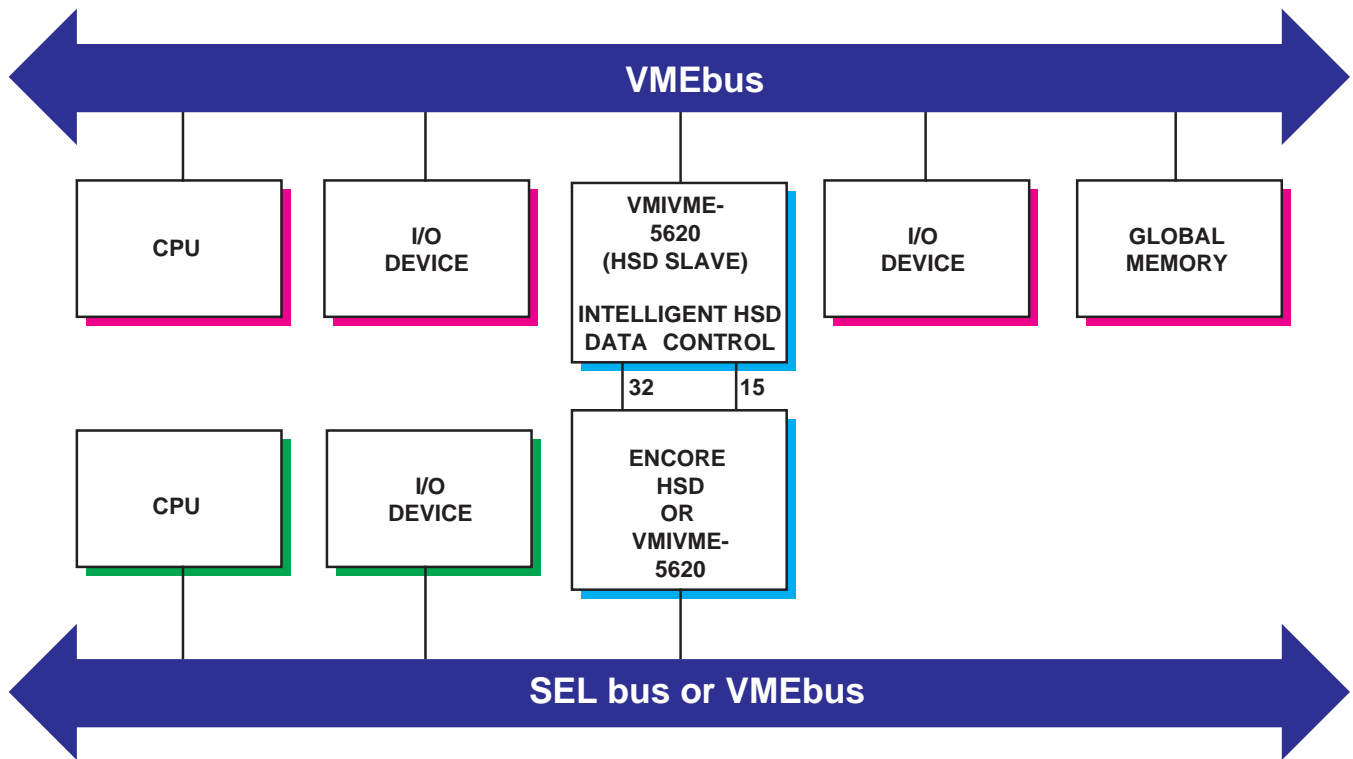 VMEbus
CPU
I/O
DEVICE
VMIVME-
5620
(HSD SLAVE)
INTELLIGENT HSD
DATA CONTROL
I/O
DEVICE
GLOBAL
MEMORY
32
15
CPU
I/O
DEVICE
ENCORE
HSD
OR
VMIVME-
5620
SEL bus or VMEbus